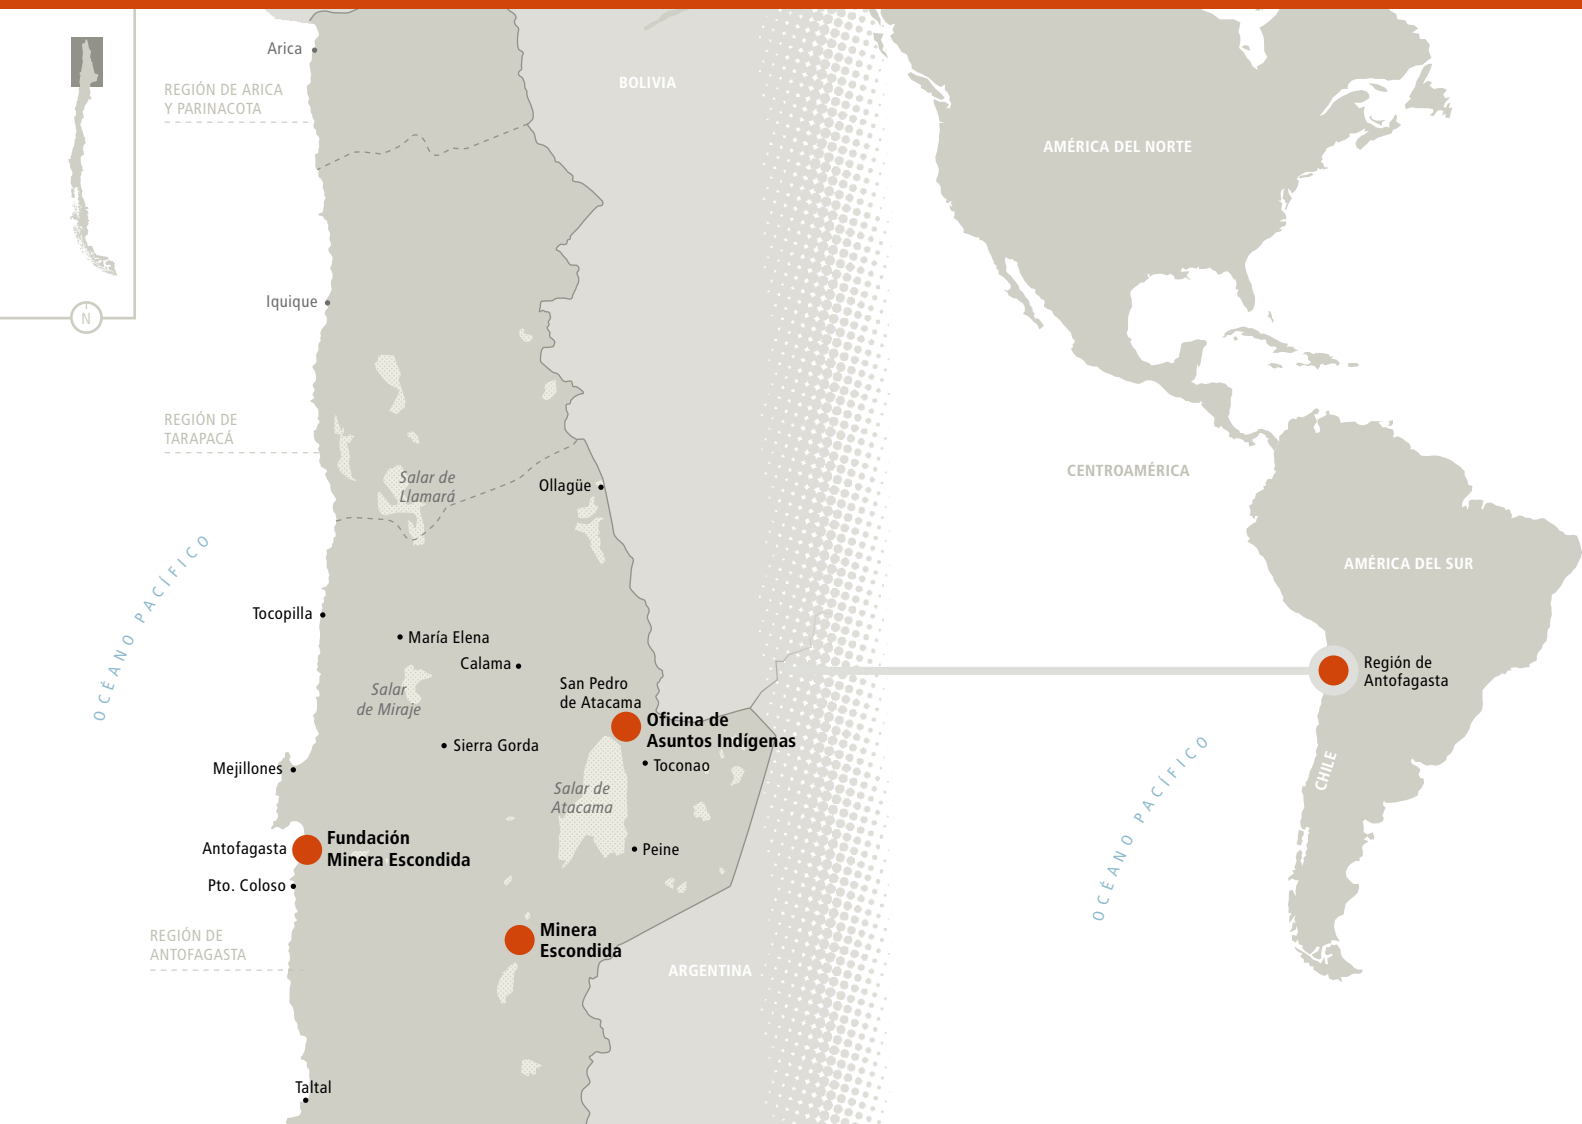 Arica
REGIÓN DE ARICA
Y PARINACOTA
BOLIVIA
AMÉRICA DEL NORTE
Iquique
N
REGIÓN DE
TARAPACÁ
Salar de
Llamará
Ollagüe
CENTROAMÉRICA
OCÉANO PACÍFICO
AMÉRICA DEL SUR
Tocopilla
María Elena
Calama
Salar
de Miraje
San Pedro
de Atacama
Oficina de
Asuntos Indígenas
Región de
Antofagasta
Sierra Gorda
Toconao
Mejillones
Salar de
Atacama
CHILE
OCÉANO PACÍFICO
Antofagasta
Fundación
Minera Escondida
Peine
Pto. Coloso
REGIÓN DE
ANTOFAGASTA
Minera
Escondida
ARGENTINA
Taltal